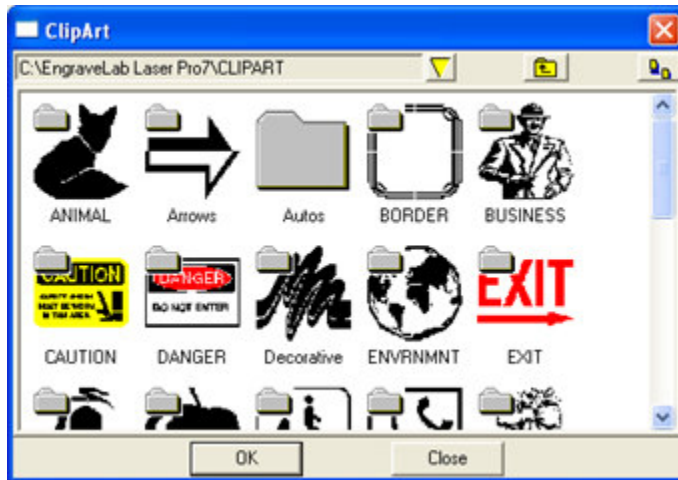 ClipArt
C:\EngraveLab Laser Pro7\CLIPART
ANIMAL
Arrows
Autos
BORDER
BUSINESS
CAUTION
DANGER
DO NOT ENTER
EXIT
CAUTION
DANGER
Decorative
ENVRNMNT
EXIT
OK
Close